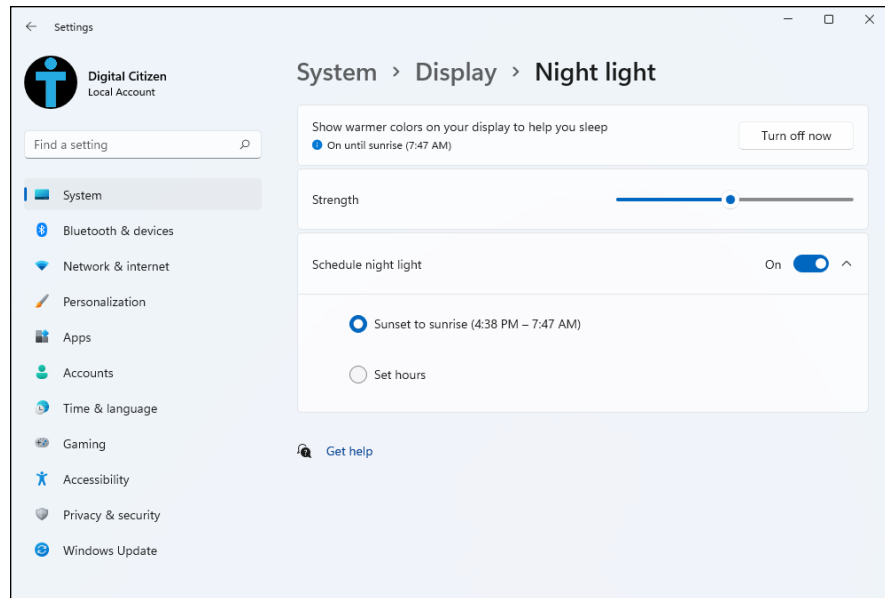 Settings
Digital Citizen
Local Account
Find a setting
System
Bluetooth & devices
Network & internet
Personalization
Apps
Accounts
Time & language
Gaming
Accessibility
Privacy & security
Windows Update
System > Display > Night light
Show warmer colors on your display to help you sleep
On until sunrise (7:47 AM)
Turn off now
Strength
Schedule night light
On
Sunset to sunrise (4:38 PM – 7:47 AM)
Set hours
Get help